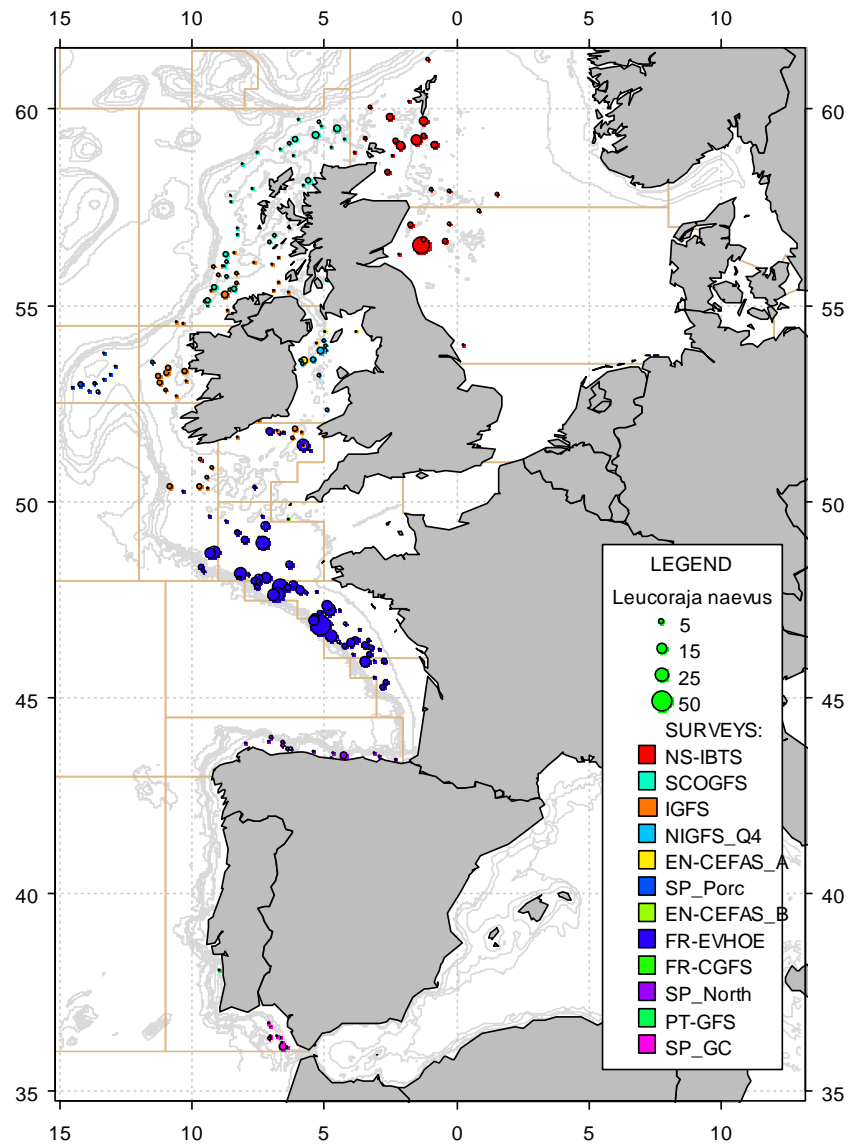 15 10 5 0 5 10
60
60
55
55
50
50
LEGEND
Leucoraja naevus
5
15
25
50
SURVEYS:
NS-IBTS
SCOGFS
IGFS
NIGFS_Q4
EN-CEFAS_A
SP_Porc
EN-CEFAS_B
FR-EVHOE
FR-CGFS
SP_North
PT-GFS
SP_GC
45
45
40
40
35
35
15 10 5 0 5 10